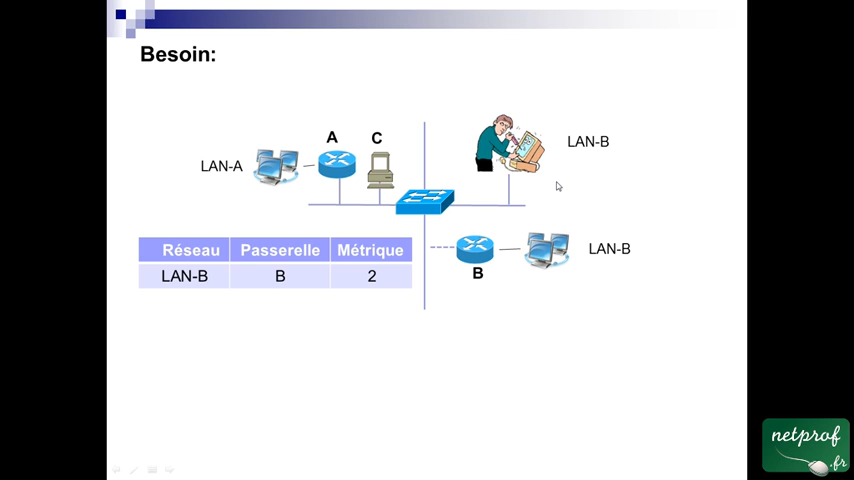 Besoin:
A
C
LAN-A
LAN-B
Réseau Passerelle Métrique
LAN-B B 2
B
LAN-B
netprof
.fr